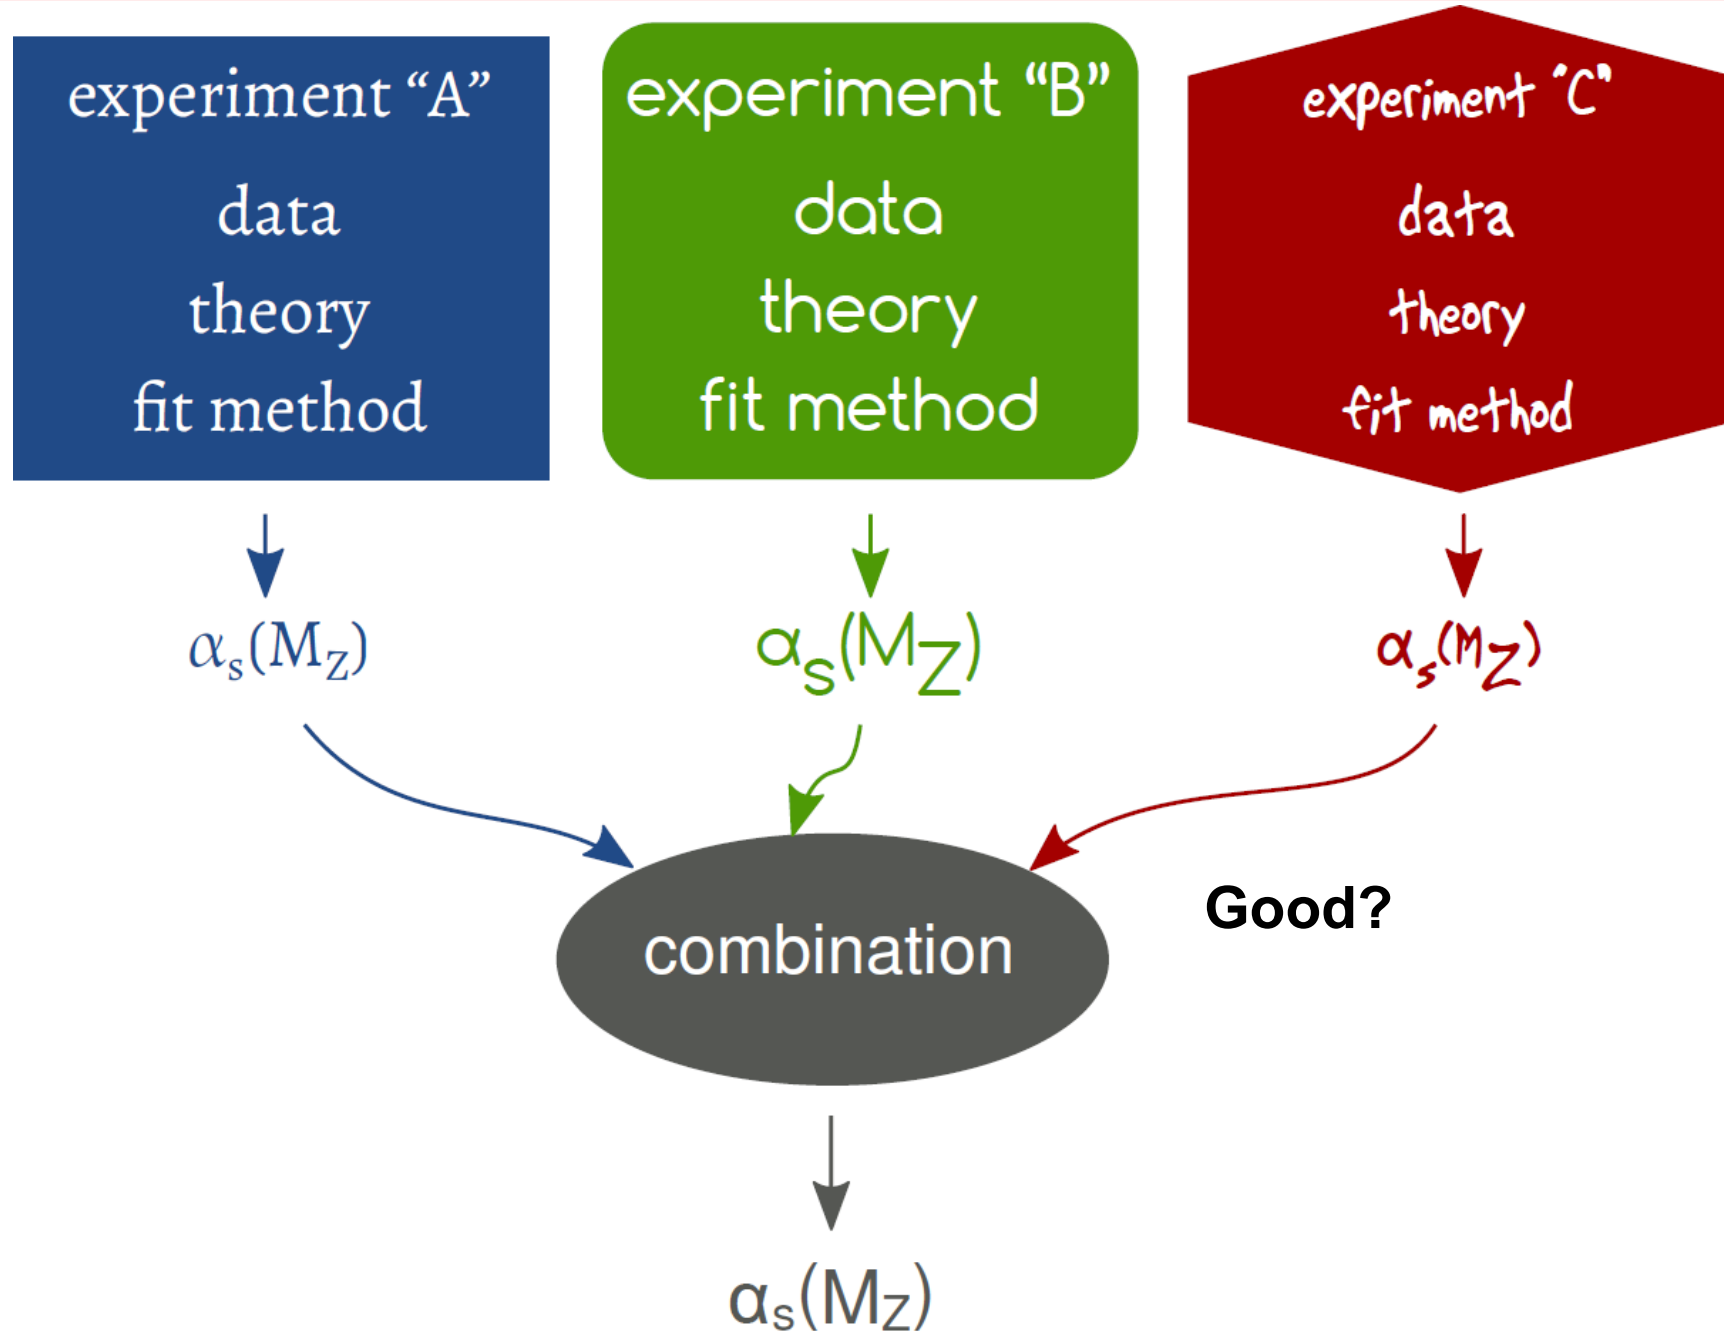 experiment “A”
data
theory
fit method
experiment “B”
data
theory
fit method
experiment "C"
data
theory
fit method
αs(MZ)
αs(MZ)
αs(MZ)
Good?
combination
αs(MZ)